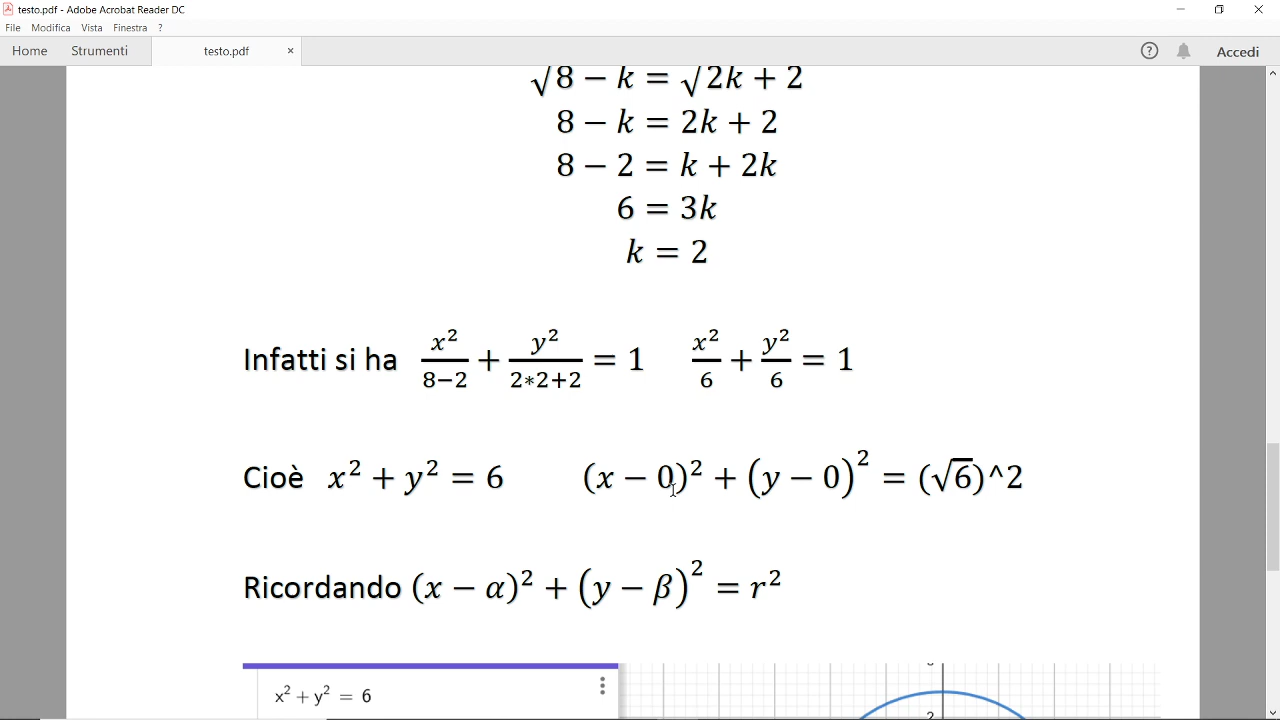 testo.pdf - Adobe Acrobat Reader DC
File Modifica Vista Finestra ?
Home Strumenti testo.pdf × ? Accedi
√8 − k = √2k + 2
8 − k = 2k + 2
8 − 2 = k + 2k
6 = 3k
k = 2
Infatti si ha x²/8−2 + y²/2*2+2 = 1 x²/6 + y²/6 = 1
Cioè x² + y² = 6 (x − 0)² + (y − 0)² = (√6)^2
Ricordando (x − α)² + (y − β)² = r²
x² + y² = 6
2